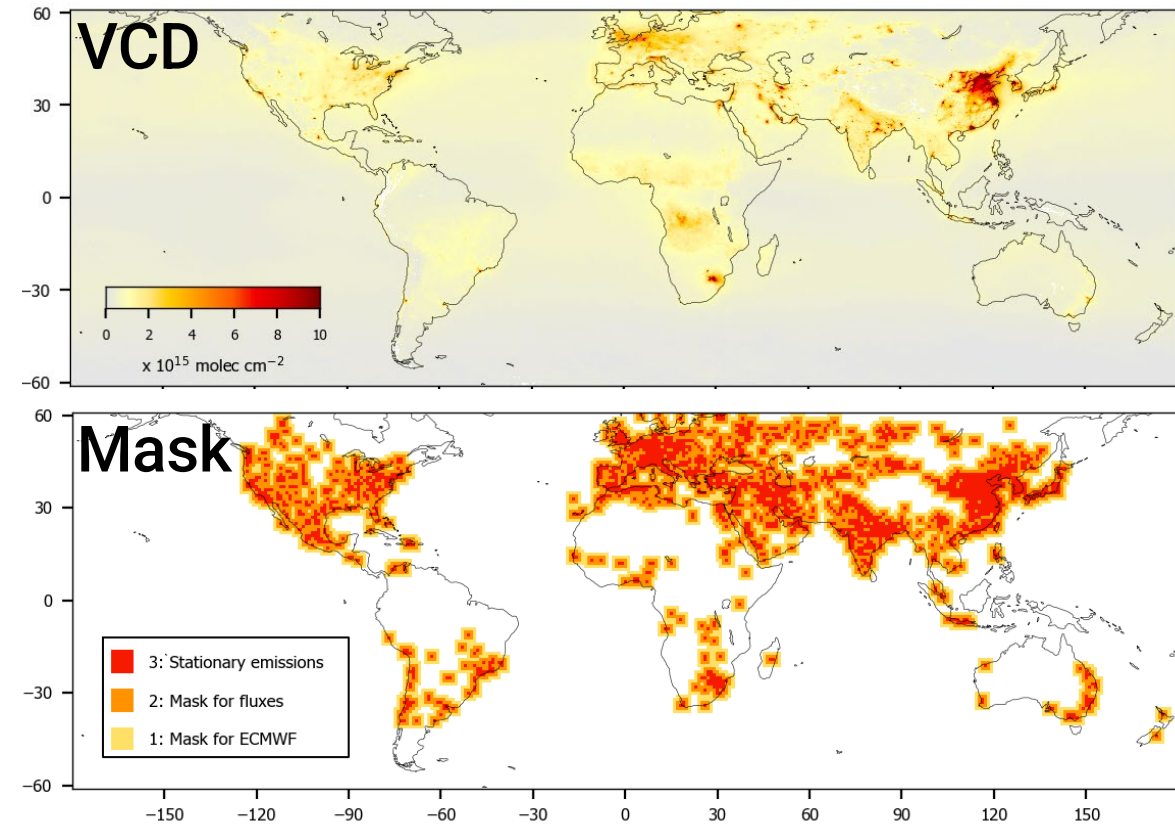 VCD
60
30
0
−30
−60
0 2 4 6 8 10
x 10¹⁵ molec cm⁻²
Mask
60
30
0
−30
−60
3: Stationary emissions
2: Mask for fluxes
1: Mask for ECMWF
−150 −120 −90 −60 −30 0 30 60 90 120 150